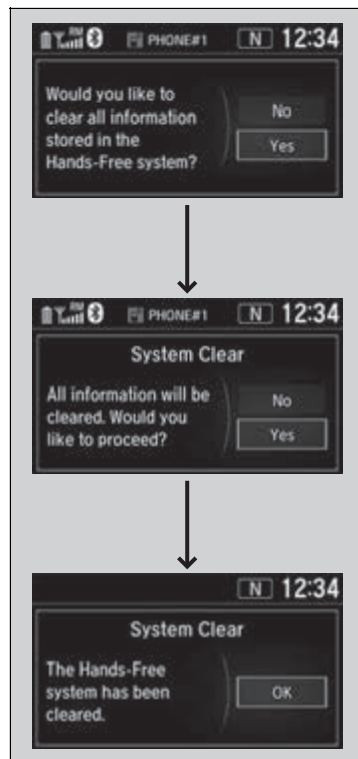 RM PHONE#1 N 12:34
Would you like to
clear all information
stored in the
Hands-Free system?
No
Yes
RM PHONE#1 N 12:34
System Clear
All information will be
cleared. Would you
like to proceed?
No
Yes
N 12:34
System Clear
The Hands-Free
system has been
cleared.
OK